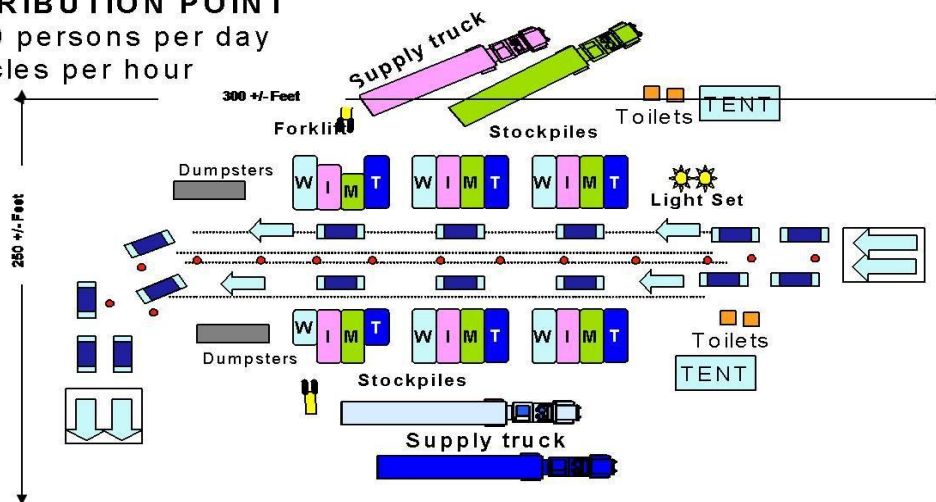 RIBUTION POINT
persons per day
cles per hour
Supply truck
300 +/- Feet
Forklift
Stockpiles
Toilets
TENT
Dumpsters
W I M T
W I M T
W I M T
Light Set
250 +/- Feet
W I M T
W I M T
W I M T
Toilets
Dumpsters
TENT
Stockpiles
Supply truck